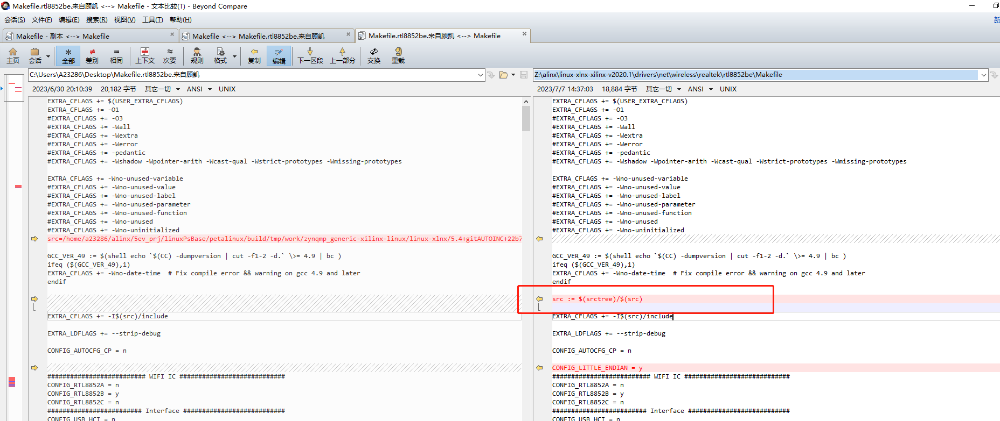 Makefile.rtl8852be.来自顾凯 <--> Makefile - 文本比较(T) - Beyond Compare
会话(S) 文件(F) 编辑(E) 搜索(R) 视图(V) 工具(T) 帮助(H)
新
Makefile - 副本 <--> Makefile
Makefile <--> Makefile.rtl8852be.来自顾凯
Makefile.rtl8852be.来自顾凯 <--> Makefile
主页 会话 全部 差别 相同 上下文 次要 规则 格式 复制 编辑 下一区段 上一部分 交换 重载
C:\Users\A23286\Desktop\Makefile.rtl8852be.来自顾凯
2023/6/30 20:10:39 20,182 字节 其它一切 ANSI UNIX
EXTRA_CFLAGS += $(USER_EXTRA_CFLAGS)
EXTRA_CFLAGS += -O1
#EXTRA_CFLAGS += -O3
#EXTRA_CFLAGS += -Wall
#EXTRA_CFLAGS += -Wextra
#EXTRA_CFLAGS += -Werror
#EXTRA_CFLAGS += -pedantic
#EXTRA_CFLAGS += -Wshadow -Wpointer-arith -Wcast-qual -Wstrict-prototypes -Wmissing-prototypes
EXTRA_CFLAGS += -Wno-unused-variable
#EXTRA_CFLAGS += -Wno-unused-value
#EXTRA_CFLAGS += -Wno-unused-label
#EXTRA_CFLAGS += -Wno-unused-parameter
#EXTRA_CFLAGS += -Wno-unused-function
#EXTRA_CFLAGS += -Wno-unused
#EXTRA_CFLAGS += -Wno-uninitialized
src=/home/a23286/alinx/5ev_prj/linuxPsBase/petalinux/build/tmp/work/zynqmp_generic-xilinx-linux/linux-xlnx/5.4+gitAUTOINC+22b7
GCC_VER_49 := $(shell echo `$(CC) -dumpversion | cut -f1-2 -d.` \>= 4.9 | bc )
ifeq ($(GCC_VER_49),1)
EXTRA_CFLAGS += -Wno-date-time # Fix compile error && warning on gcc 4.9 and later
endif
EXTRA_CFLAGS += -I$(src)/include
EXTRA_LDFLAGS += --strip-debug
CONFIG_AUTOCFG_CP = n
########################## WIFI IC ############################
CONFIG_RTL8852A = n
CONFIG_RTL8852B = y
CONFIG_RTL8852C = n
######################### Interface ###########################
CONFIG_USB_HCI = n
Z:\alinx\linux-xlnx-xilinx-v2020.1\drivers\net\wireless\realtek\rtl8852be\Makefile
2023/7/7 14:37:03 18,884 字节 其它一切 ANSI UNIX
EXTRA_CFLAGS += $(USER_EXTRA_CFLAGS)
EXTRA_CFLAGS += -O1
#EXTRA_CFLAGS += -O3
#EXTRA_CFLAGS += -Wall
#EXTRA_CFLAGS += -Wextra
#EXTRA_CFLAGS += -Werror
#EXTRA_CFLAGS += -pedantic
#EXTRA_CFLAGS += -Wshadow -Wpointer-arith -Wcast-qual -Wstrict-prototypes -Wmissing-prototypes
EXTRA_CFLAGS += -Wno-unused-variable
#EXTRA_CFLAGS += -Wno-unused-value
#EXTRA_CFLAGS += -Wno-unused-label
#EXTRA_CFLAGS += -Wno-unused-parameter
#EXTRA_CFLAGS += -Wno-unused-function
#EXTRA_CFLAGS += -Wno-unused
#EXTRA_CFLAGS += -Wno-uninitialized
GCC_VER_49 := $(shell echo `$(CC) -dumpversion | cut -f1-2 -d.` \>= 4.9 | bc )
ifeq ($(GCC_VER_49),1)
EXTRA_CFLAGS += -Wno-date-time # Fix compile error && warning on gcc 4.9 and later
endif
src := $(srctree)/$(src)
EXTRA_CFLAGS += -I$(src)/include
EXTRA_LDFLAGS += --strip-debug
CONFIG_AUTOCFG_CP = n
CONFIG_LITTLE_ENDIAN = y
########################## WIFI IC ############################
CONFIG_RTL8852A = n
CONFIG_RTL8852B = y
CONFIG_RTL8852C = n
######################### Interface ###########################
CONFIG_USB_HCI = n